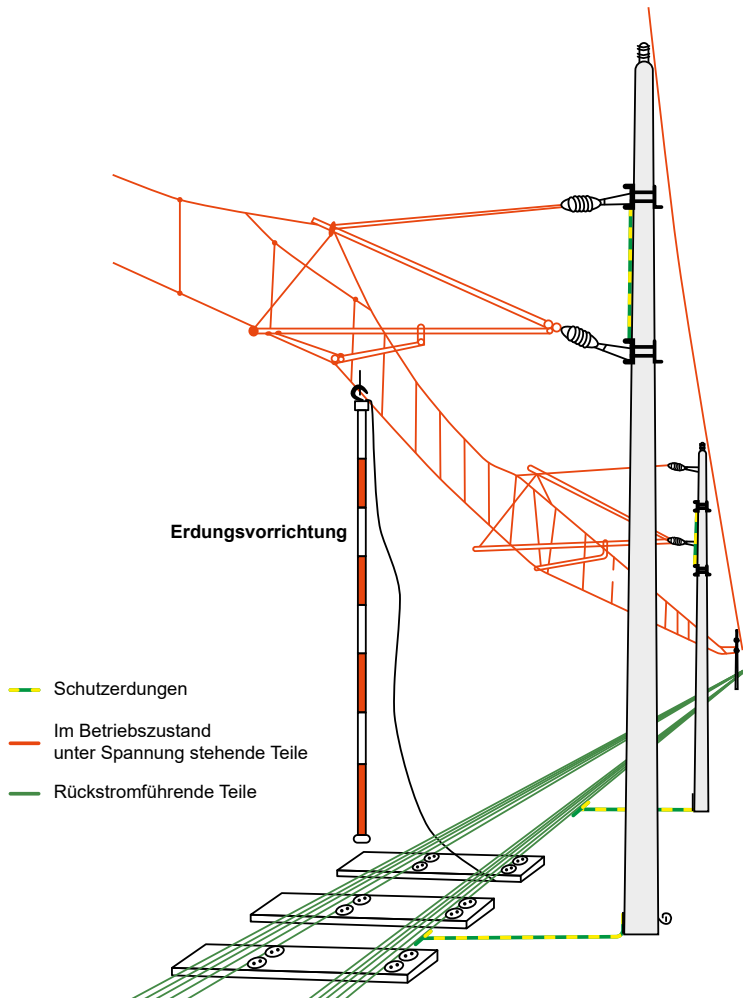 Erdungsvorrichtung
Schutzerdungen
Im Betriebszustand
unter Spannung stehende Teile
Rückstromführende Teile